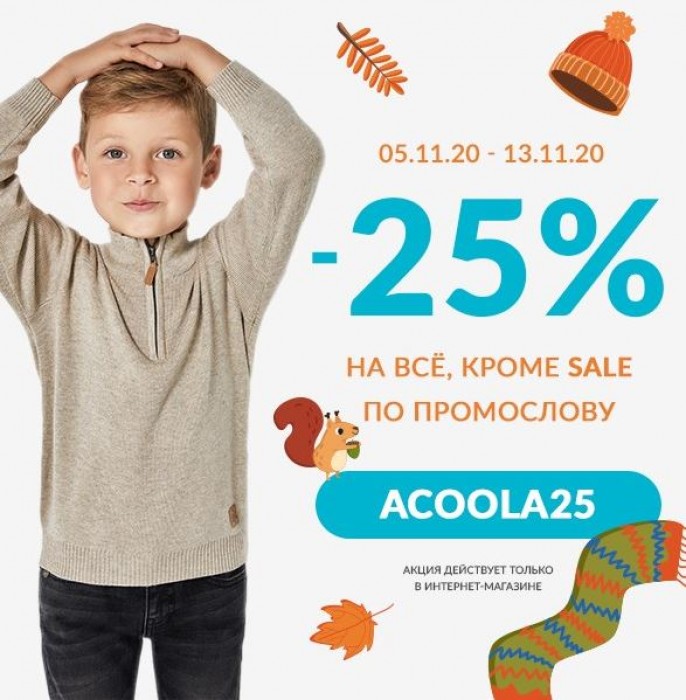 05.11.20 - 13.11.20
-25%
НА ВСЁ, КРОМЕ SALE
ПО ПРОМОСЛОВУ
ACOOLA25
АКЦИЯ ДЕЙСТВУЕТ ТОЛЬКО
В ИНТЕРНЕТ-МАГАЗИНЕ